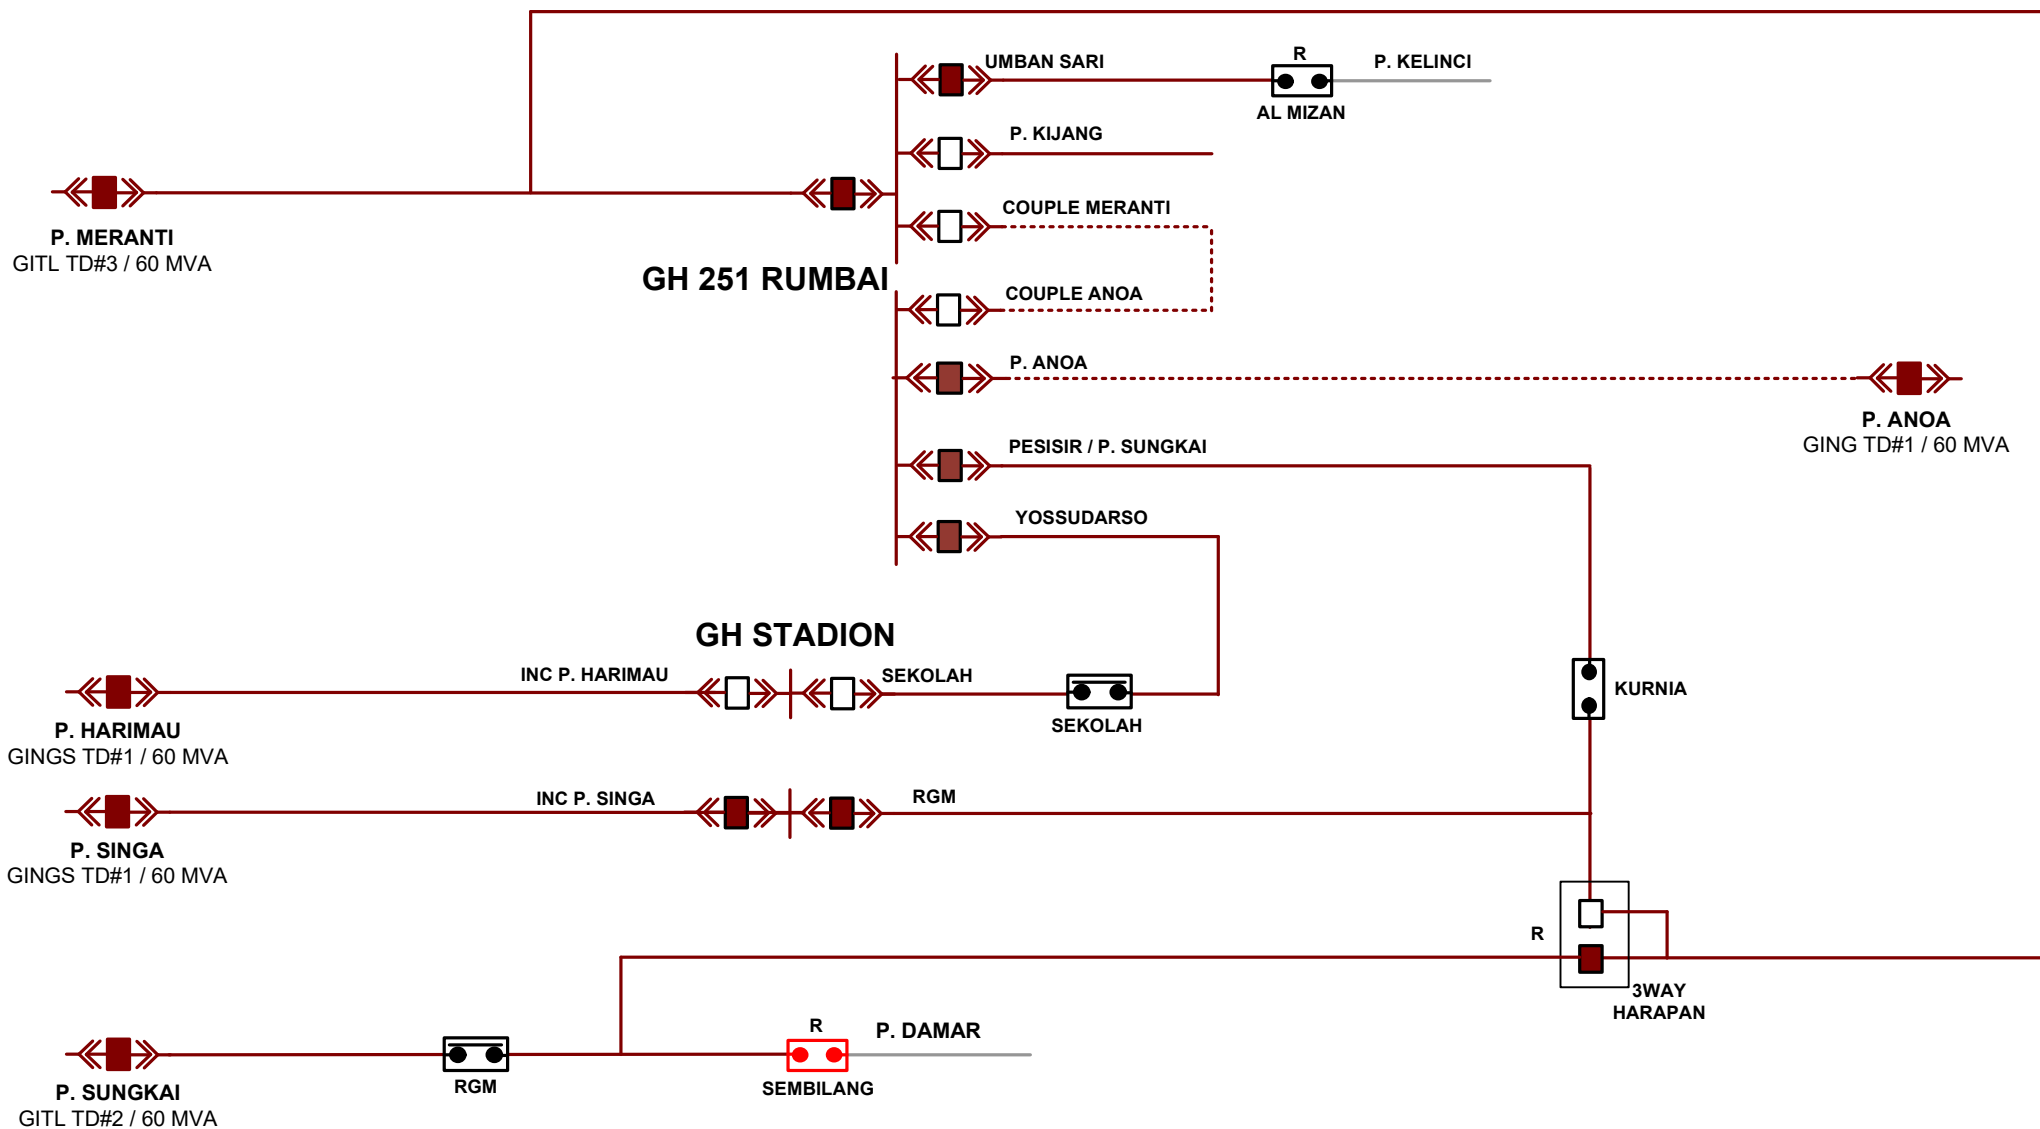 UMBAN SARI
R
P. KELINCI
AL MIZAN
P. KIJANG
COUPLE MERANTI
P. MERANTI
GITL TD#3 / 60 MVA
GH 251 RUMBAI
COUPLE ANOA
P. ANOA
P. ANOA
GING TD#1 / 60 MVA
PESISIR / P. SUNGKAI
YOSSUDARSO
GH STADION
INC P. HARIMAU
SEKOLAH
SEKOLAH
KURNIA
P. HARIMAU
GINGS TD#1 / 60 MVA
INC P. SINGA
RGM
P. SINGA
GINGS TD#1 / 60 MVA
R
3WAY
HARAPAN
R
P. DAMAR
RGM
SEMBILANG
P. SUNGKAI
GITL TD#2 / 60 MVA